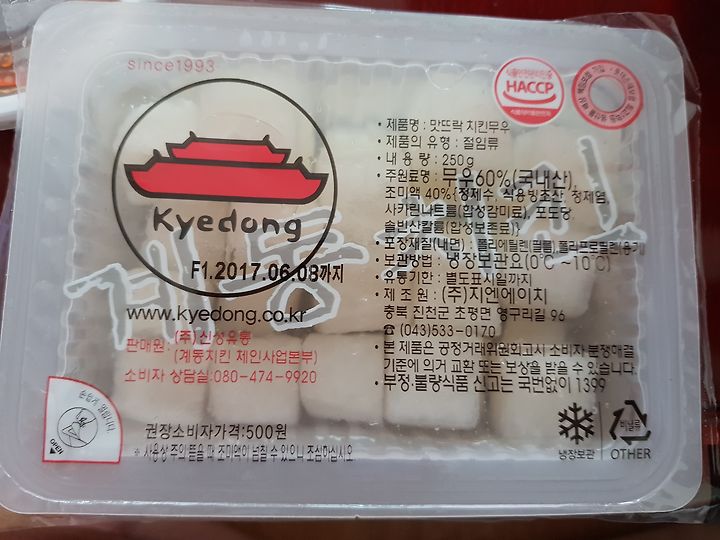 since1993
Kyedong
F1.2017.06.08까지
계동치킨
www.kyedong.co.kr
판매원 : (주)신성유통
(계동치킨 체인사업본부)
소비자 상담실:080-474-9920
손쉽게 열립니다
OPEN
권장소비자가격:500원
* 사용상 주의 뜯을 때 조미액이 넘칠 수 있으니 조심하십시오.
HACCP
• 제품명 : 맛뜨락 치킨무우
• 제품의 유형 : 절임류
• 내 용 량 : 250g
• 주원료명 : 무우60%(국내산),
조미액 40%(정제수, 식용빙초산, 정제염,
사카린나트륨(합성감미료), 포도당,
솔빈산칼륨(합성보존료))
• 포장재질(내면) : 폴리에틸렌(필름), 폴리프로필렌(용기)
• 보관방법 : 냉장보관요(0℃ ~10℃)
• 유통기한 : 별도표시일까지
• 제 조 원 : (주)지엔에이치
충북 진천군 초평면 영구리길 96
☎ (043)533-0170
• 본 제품은 공정거래위원회고시 소비자 분쟁해결
기준에 의거 교환 또는 보상을 받을 수 있습니다.
• 부정·불량식품 신고는 국번없이 1399
냉장보관
비닐류
OTHER